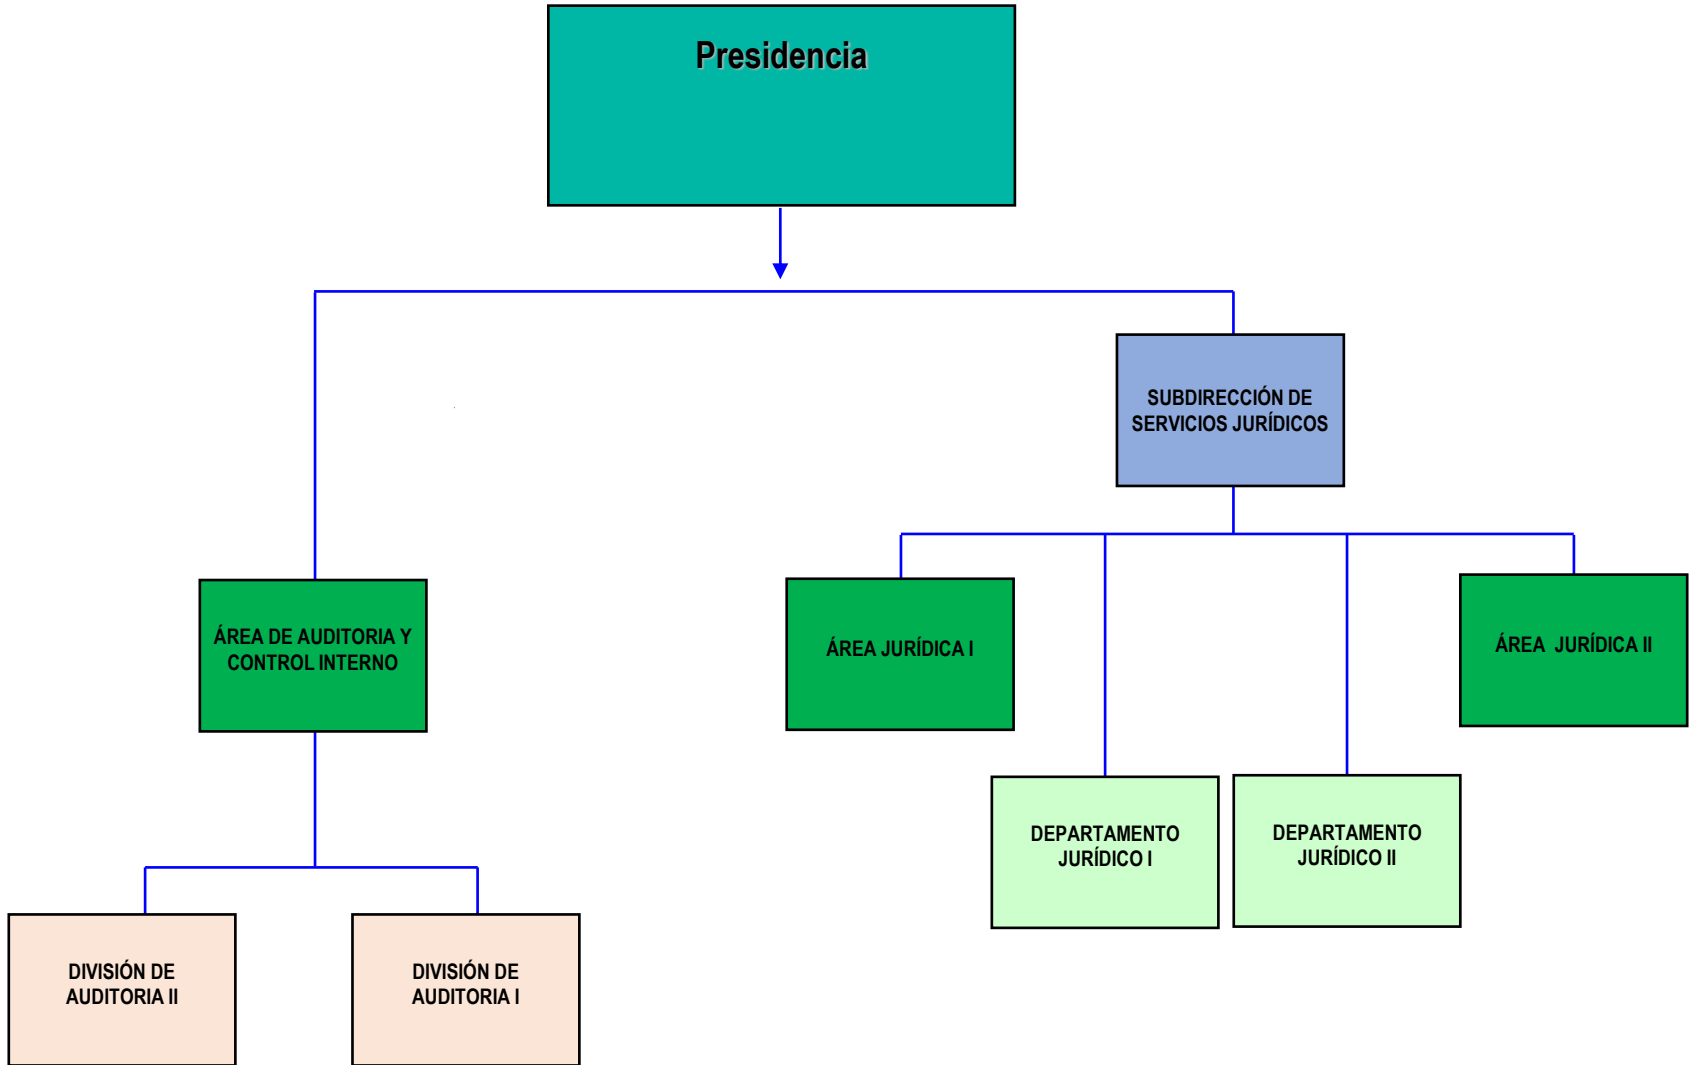 Presidencia
SUBDIRECCIÓN DE
SERVICIOS JURÍDICOS
ÁREA DE AUDITORIA Y
CONTROL INTERNO
ÁREA JURÍDICA I
ÁREA  JURÍDICA II
DEPARTAMENTO
JURÍDICO I
DEPARTAMENTO
JURÍDICO II
DIVISIÓN DE
AUDITORIA II
DIVISIÓN DE
AUDITORIA I